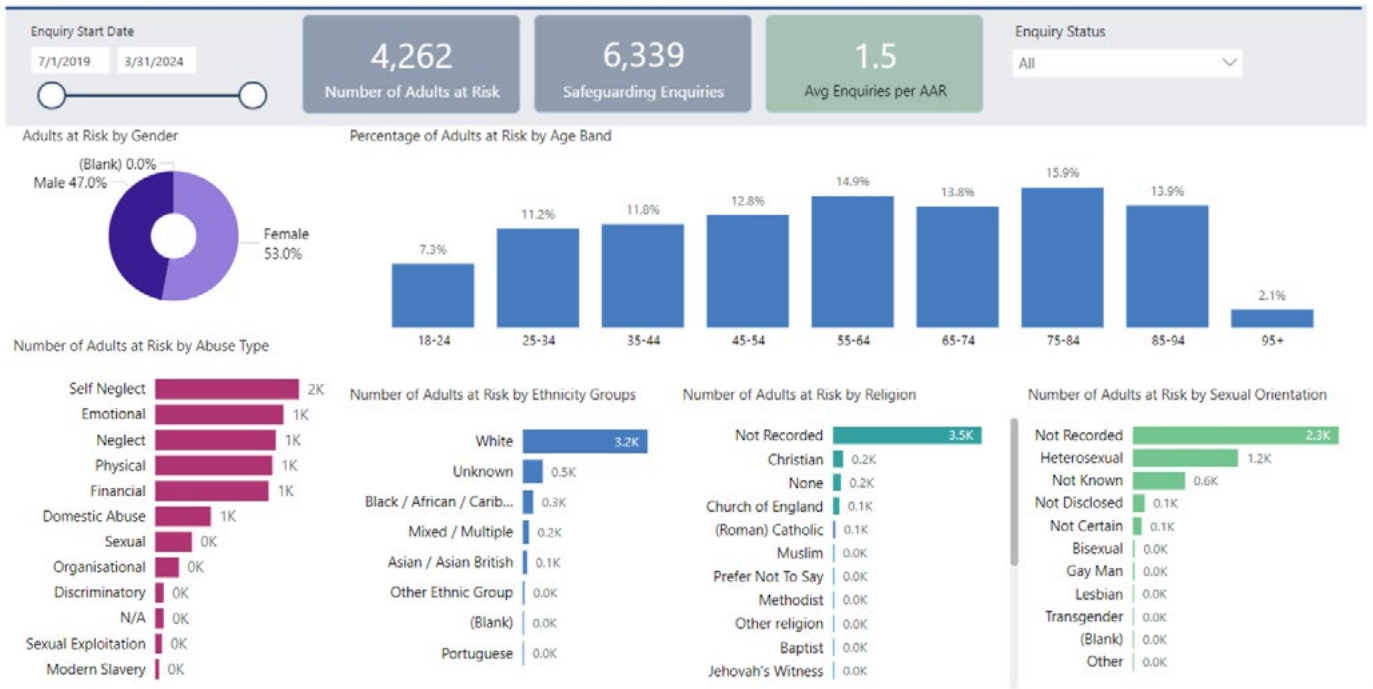 Enquiry Start Date
7/1/2019 3/31/2024
4,262
Number of Adults at Risk
6,339
Safeguarding Enquiries
1.5
Avg Enquiries per AAR
Enquiry Status
All
Adults at Risk by Gender
(Blank) 0.0%
Male 47.0%
Female
53.0%
Percentage of Adults at Risk by Age Band
7.3%
11.2%
11.8%
12.8%
14.9%
13.8%
15.9%
13.9%
2.1%
18-24 25-34 35-44 45-54 55-64 65-74 75-84 85-94 95+
Number of Adults at Risk by Abuse Type
Self Neglect 2K
Emotional 1K
Neglect 1K
Physical 1K
Financial 1K
Domestic Abuse 1K
Sexual 0K
Organisational 0K
Discriminatory 0K
N/A 0K
Sexual Exploitation 0K
Modern Slavery 0K
Number of Adults at Risk by Ethnicity Groups
White 3.2K
Unknown 0.5K
Black / African / Carib... 0.3K
Mixed / Multiple 0.2K
Asian / Asian British 0.1K
Other Ethnic Group 0.0K
(Blank) 0.0K
Portuguese 0.0K
Number of Adults at Risk by Religion
Not Recorded 3.5K
Christian 0.2K
None 0.2K
Church of England 0.1K
(Roman) Catholic 0.1K
Muslim 0.0K
Prefer Not To Say 0.0K
Methodist 0.0K
Other religion 0.0K
Baptist 0.0K
Jehovah's Witness 0.0K
Number of Adults at Risk by Sexual Orientation
Not Recorded 2.3K
Heterosexual 1.2K
Not Known 0.6K
Not Disclosed 0.1K
Not Certain 0.1K
Bisexual 0.0K
Gay Man 0.0K
Lesbian 0.0K
Transgender 0.0K
(Blank) 0.0K
Other 0.0K